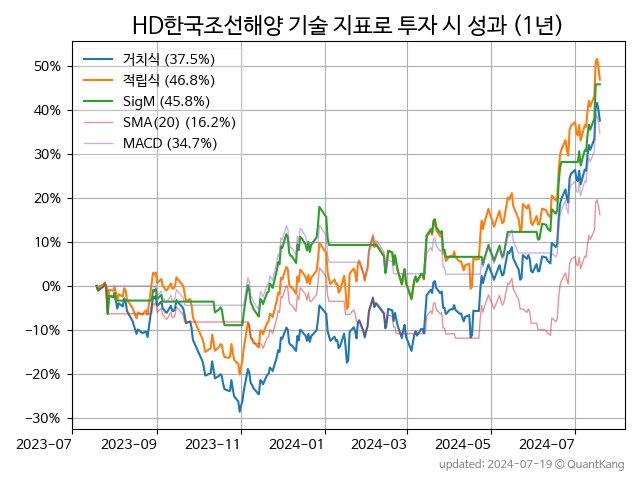 HD한국조선해양 기술 지표로 투자 시 성과 (1년)
거치식 (37.5%)
적립식 (46.8%)
SigM (45.8%)
SMA(20) (16.2%)
MACD (34.7%)
50%
40%
30%
20%
10%
0%
−10%
−20%
−30%
2023-07 2023-09 2023-11 2024-01 2024-03 2024-05 2024-07
updated: 2024-07-19 © QuantKang